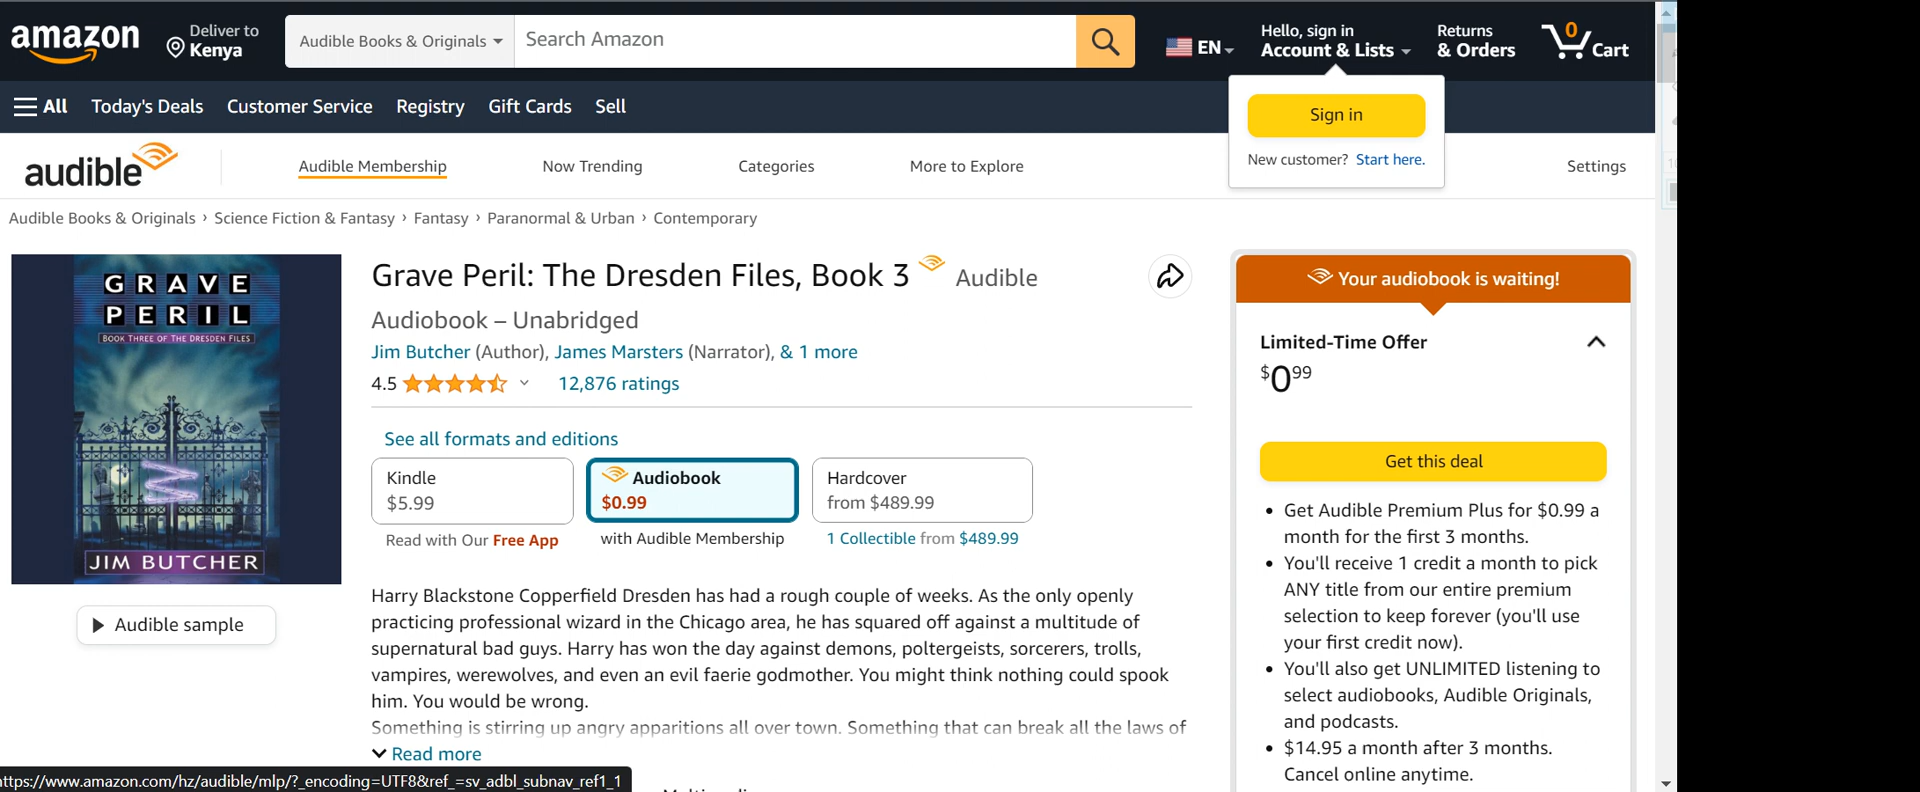 amazon
Deliver to
Kenya
Audible Books & Originals
Search Amazon
EN
Hello, sign in
Account & Lists
Returns
& Orders
0
Cart
All
Today's Deals
Customer Service
Registry
Gift Cards
Sell
Sign in
New customer? Start here.
audible
Audible Membership
Now Trending
Categories
More to Explore
Settings
Audible Books & Originals › Science Fiction & Fantasy › Fantasy › Paranormal & Urban › Contemporary
GRAVE
PERIL
BOOK THREE OF THE DRESDEN FILES
JIM BUTCHER
Audible sample
Grave Peril: The Dresden Files, Book 3 Audible
Audiobook – Unabridged
Jim Butcher (Author), James Marsters (Narrator), & 1 more
4.5
12,876 ratings
See all formats and editions
Kindle
$5.99
Read with Our Free App
Audiobook
$0.99
with Audible Membership
Hardcover
from $489.99
1 Collectible from $489.99
Harry Blackstone Copperfield Dresden has had a rough couple of weeks. As the only openly
practicing professional wizard in the Chicago area, he has squared off against a multitude of
supernatural bad guys. Harry has won the day against demons, poltergeists, sorcerers, trolls,
vampires, werewolves, and even an evil faerie godmother. You might think nothing could spook
him. You would be wrong.
Something is stirring up angry apparitions all over town. Something that can break all the laws of
Read more
Your audiobook is waiting!
Limited-Time Offer
$0.99
Get this deal
• Get Audible Premium Plus for $0.99 a
month for the first 3 months.
• You'll receive 1 credit a month to pick
ANY title from our entire premium
selection to keep forever (you'll use
your first credit now).
• You'll also get UNLIMITED listening to
select audiobooks, Audible Originals,
and podcasts.
• $14.95 a month after 3 months.
Cancel online anytime.
ttps://www.amazon.com/hz/audible/mlp/?_encoding=UTF8&ref_=sv_adbl_subnav_ref1_1